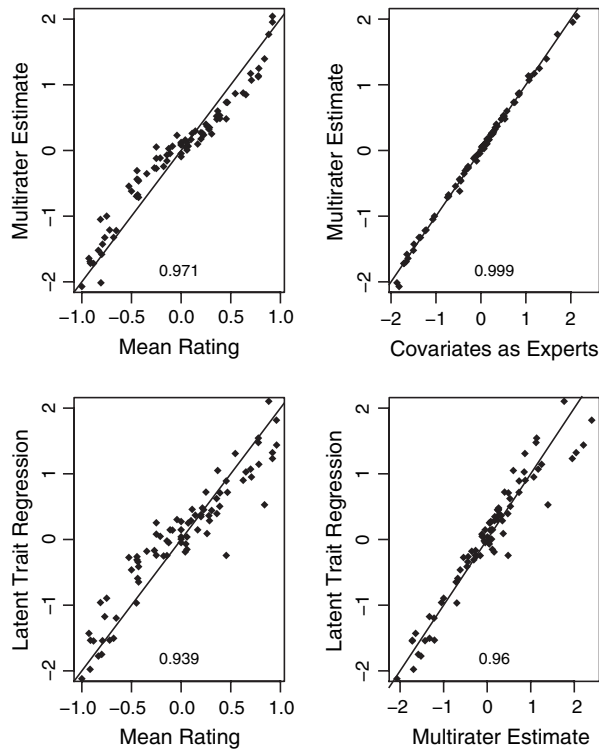 Multirater Estimate
2
1
0
-1
-2
0.971
-1.0 -0.5 0.0 0.5 1.0
Mean Rating
Multirater Estimate
2
1
0
-1
-2
0.999
-2 -1 0 1 2
Covariates as Experts
Latent Trait Regression
2
1
0
-1
-2
0.939
-1.0 -0.5 0.0 0.5 1.0
Mean Rating
Latent Trait Regression
2
1
0
-1
-2
0.96
-2 -1 0 1 2
Multirater Estimate